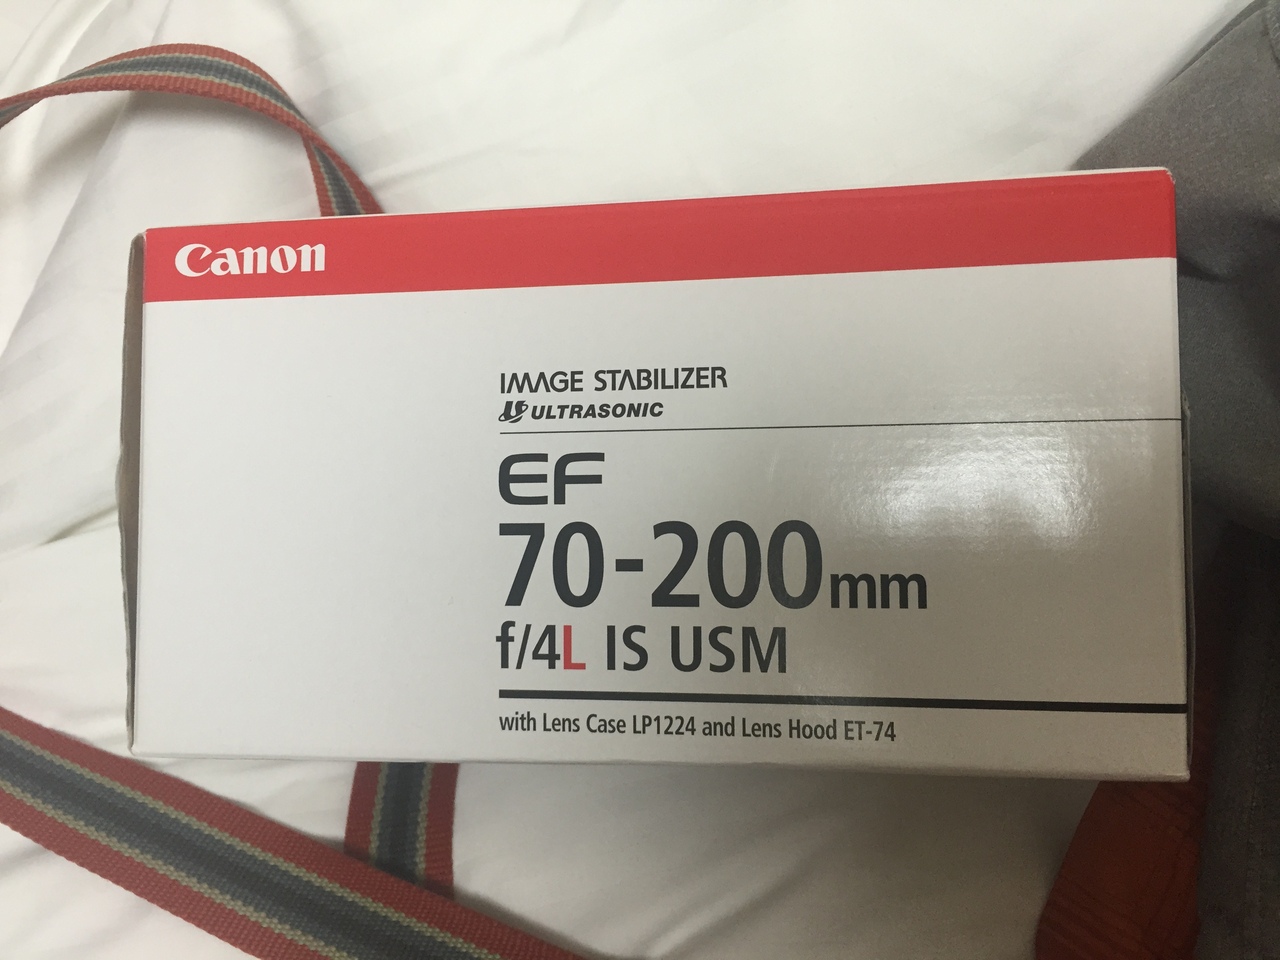 Canon
IMAGE STABILIZER
ULTRASONIC
EF
70-200mm
f/4L IS USM
with Lens Case LP1224 and Lens Hood ET-74